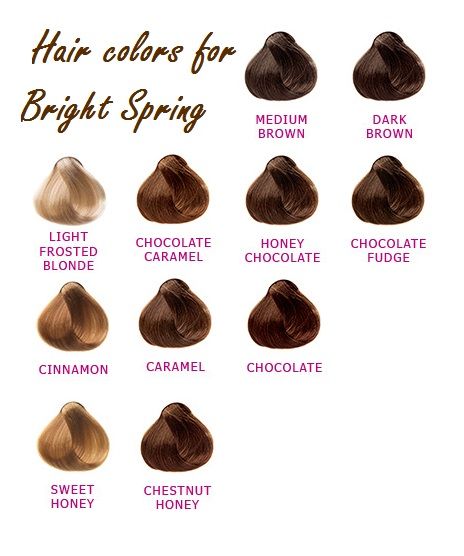 Hair colors for
Bright Spring
MEDIUM
BROWN
DARK
BROWN
LIGHT
FROSTED
BLONDE
CHOCOLATE
CARAMEL
HONEY
CHOCOLATE
CHOCOLATE
FUDGE
CINNAMON
CARAMEL
CHOCOLATE
SWEET
HONEY
CHESTNUT
HONEY